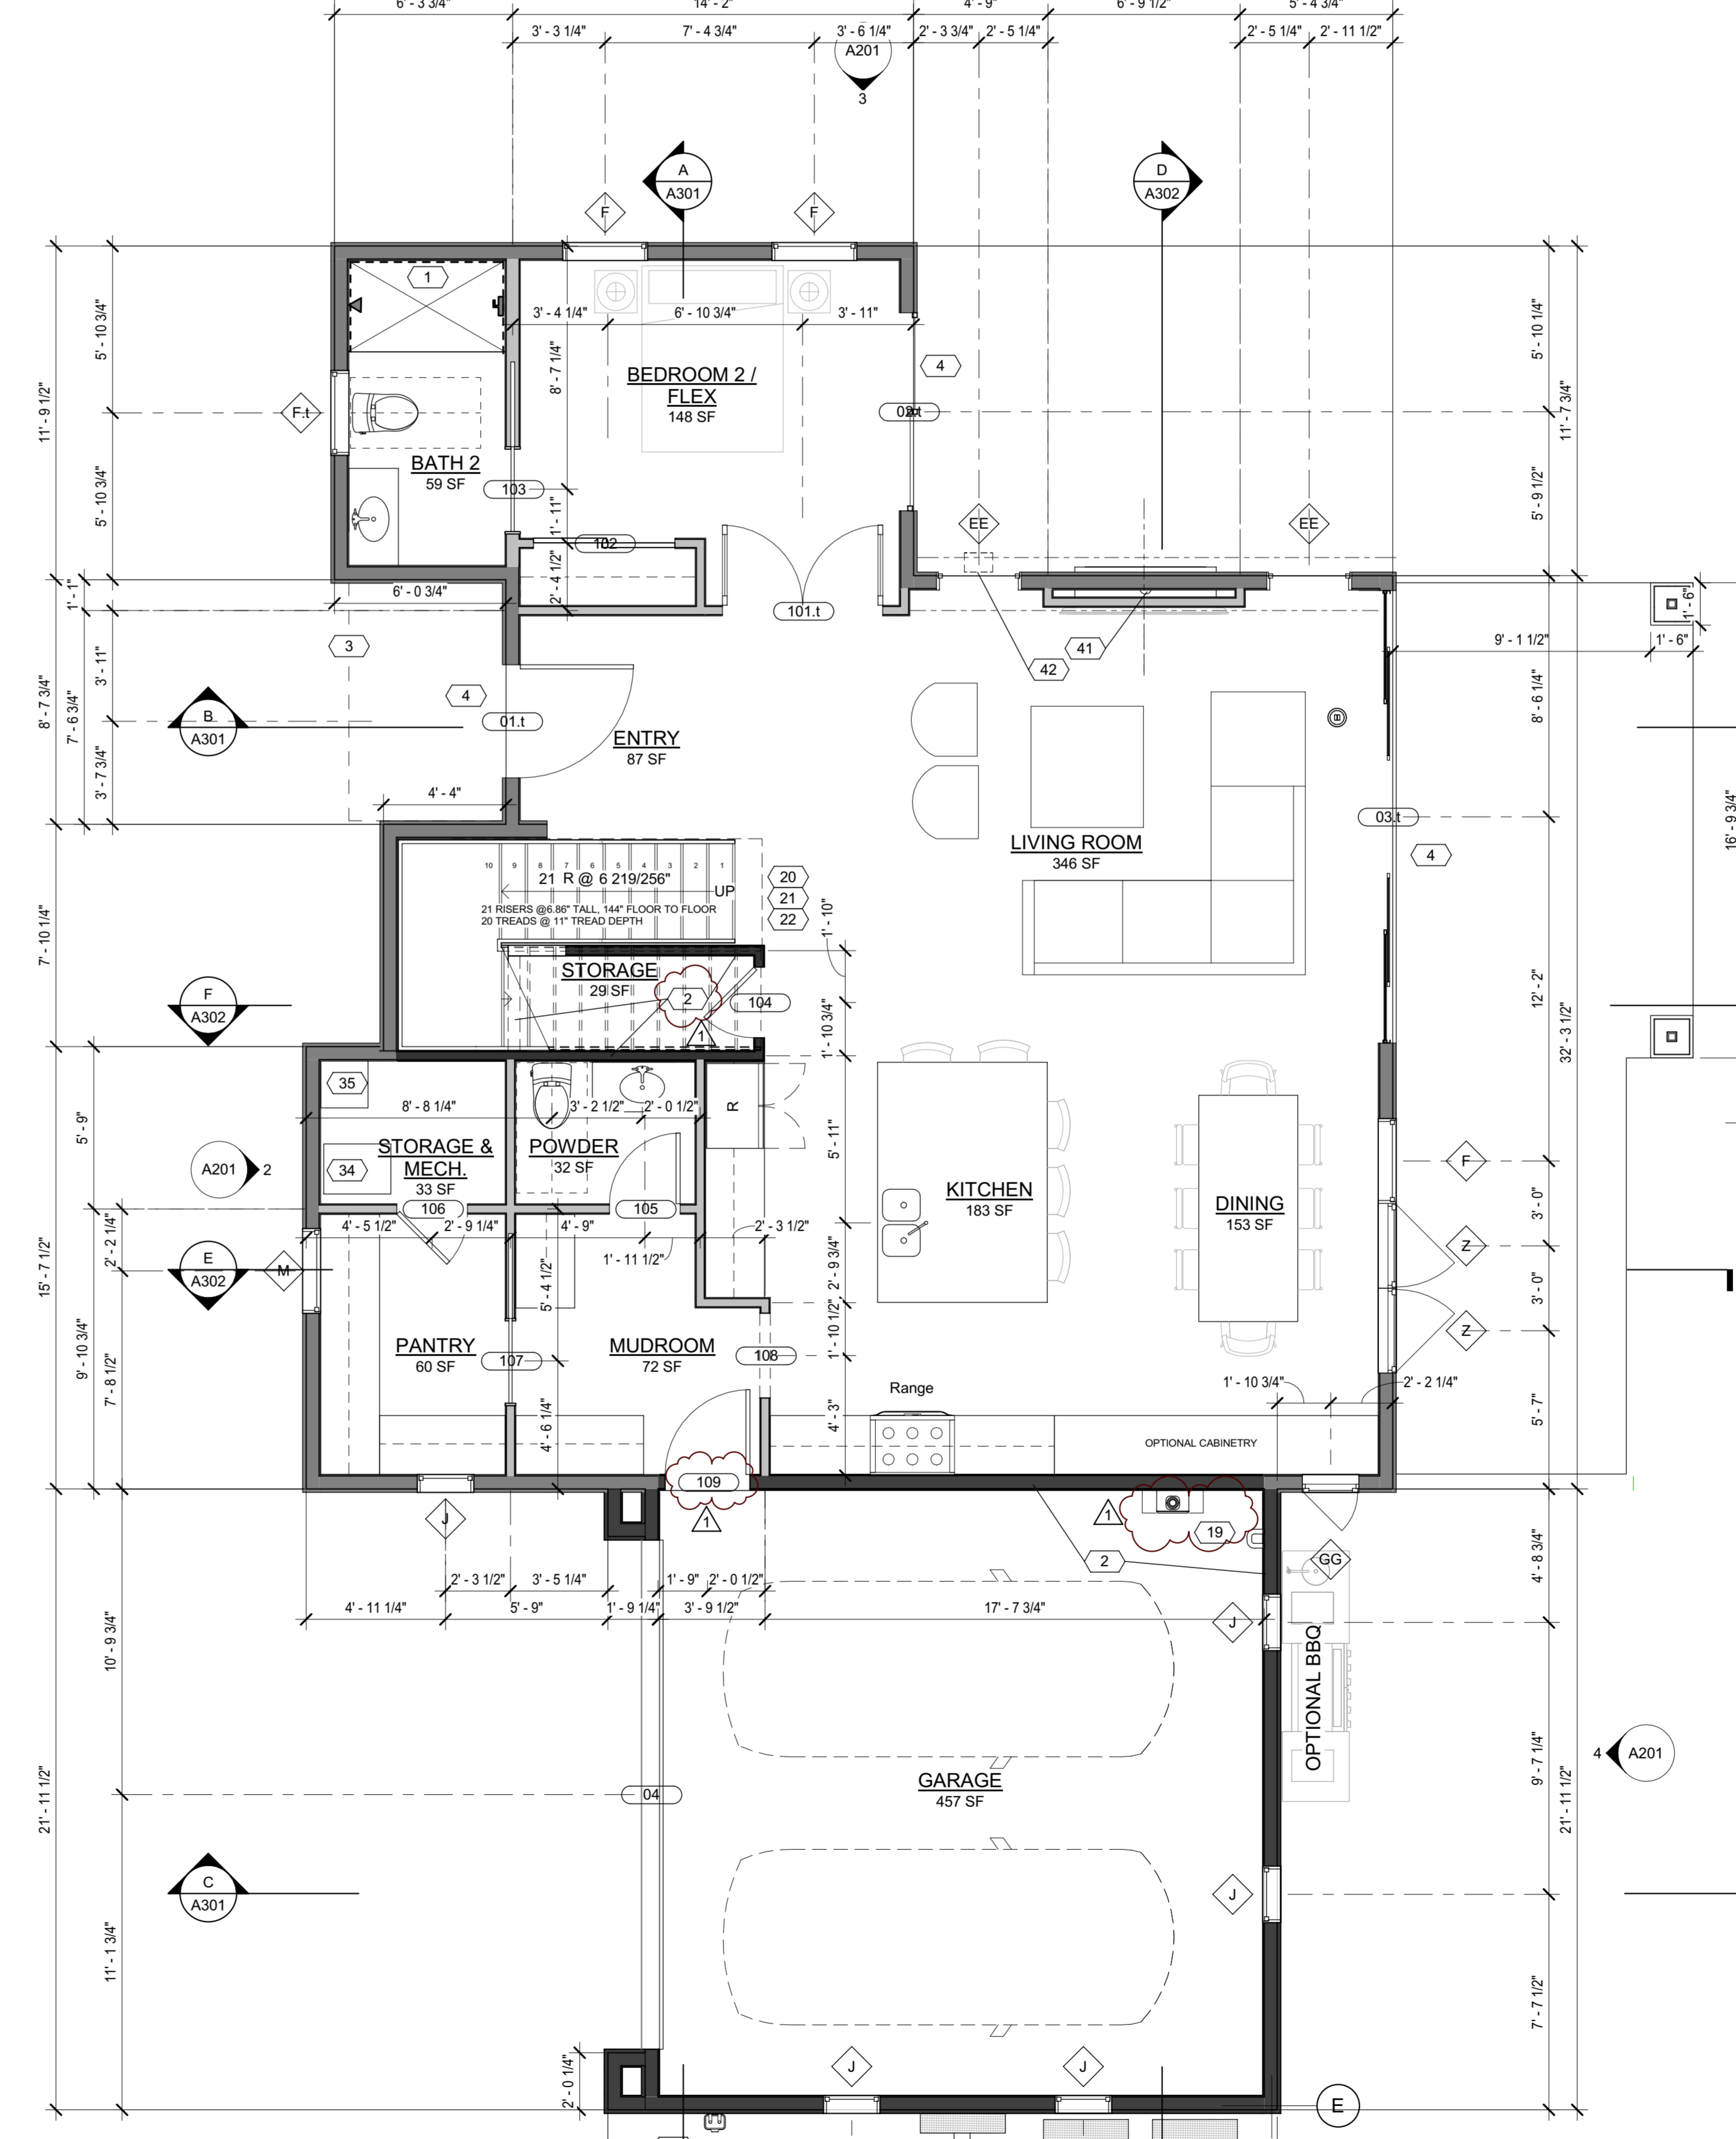 6' - 3 3/4"
14' - 2"
4' - 9"
6' - 9 1/2"
5' - 4 3/4"
3' - 3 1/4"
7' - 4 3/4"
3' - 6 1/4"
2' - 3 3/4"
2' - 5 1/4"
2' - 5 1/4"
2' - 11 1/2"
A201
3
A
A301
D
A302
F
F
1
3' - 4 1/4"
6' - 10 3/4"
3' - 11"
5' - 10 3/4"
8' - 7 1/4"
5' - 10 1/4"
4
BEDROOM 2 /
FLEX
148 SF
11' - 9 1/2"
F.t
11' - 7 3/4"
BATH 2
59 SF
103
5' - 10 3/4"
1' - 11"
5' - 9 1/2"
EE
EE
102
2' - 4 1/2"
6' - 0 3/4"
101.t
1' - 1"
1' - 6"
3
41
42
9' - 1 1/2"
1' - 6"
3' - 11"
4
8' - 7 3/4"
7' - 6 3/4"
8' - 6 1/4"
B
A301
01.t
ENTRY
87 SF
3' - 7 3/4"
4' - 4"
03.t
16' - 9 3/4"
LIVING ROOM
346 SF
4
10
9
8
7
6
5
4
3
2
1
21 R @ 6 219/256"
UP
20
21
22
21 RISERS @6.86" TALL, 144" FLOOR TO FLOOR
20 TREADS @ 11" TREAD DEPTH
7' - 10 1/4"
1' - 10"
STORAGE
29 SF
2
104
F
A302
12' - 2"
1
1' - 10 3/4"
32' - 3 1/2"
35
8' - 8 1/4"
3' - 2 1/2"
2' - 0 1/2"
R
5' - 9"
5' - 11"
STORAGE &
MECH.
33 SF
34
POWDER
32 SF
A201
2
F
KITCHEN
183 SF
DINING
153 SF
106
105
3' - 0"
4' - 5 1/2"
2' - 9 1/4"
4' - 9"
2' - 3 1/2"
1' - 11 1/2"
2' - 2 1/4"
E
A302
M
5' - 4 1/2"
2' - 9 3/4"
Z
15' - 7 1/2"
3' - 0"
9' - 10 3/4"
PANTRY
60 SF
MUDROOM
72 SF
107
108
1' - 10 1/2"
Z
7' - 8 1/2"
Range
1' - 10 3/4"
2' - 2 1/4"
4' - 6 1/4"
4' - 3"
5' - 7"
OPTIONAL CABINETRY
109
1
J
1
19
2
GG
4' - 8 3/4"
2' - 3 1/2"
3' - 5 1/4"
1' - 9"
2' - 0 1/2"
4' - 11 1/4"
5' - 9"
1' - 9 1/4"
3' - 9 1/2"
17' - 7 3/4"
J
10' - 9 3/4"
OPTIONAL BBQ
9' - 7 1/4"
4
A201
GARAGE
457 SF
04
21' - 11 1/2"
21' - 11 1/2"
C
A301
J
11' - 1 3/4"
7' - 7 1/2"
J
J
2' - 0 1/4"
E